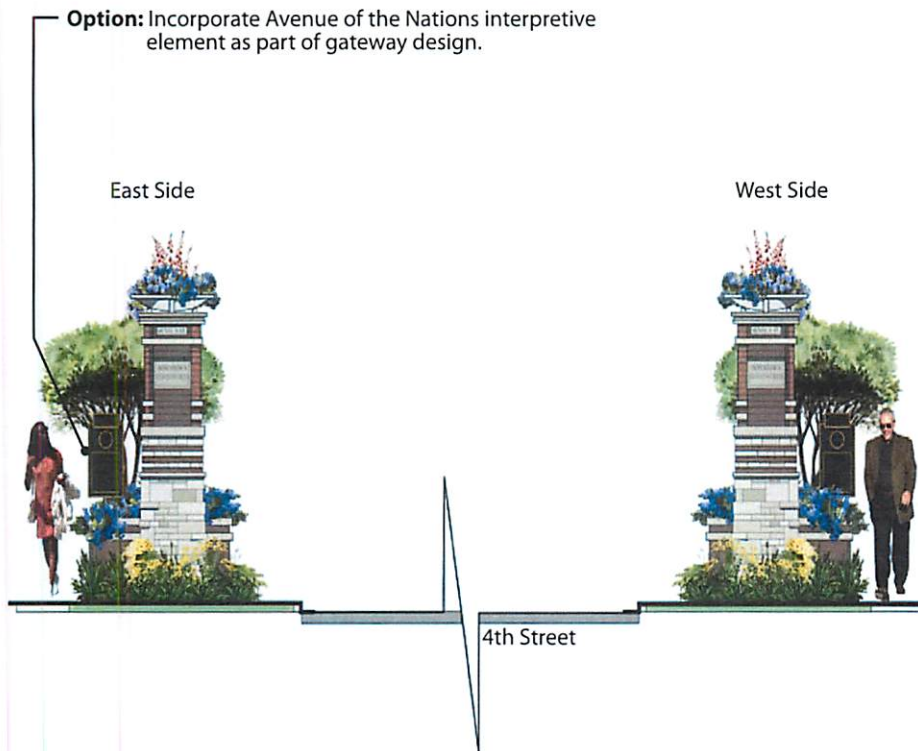 Option: Incorporate Avenue of the Nations interpretive
element as part of gateway design.
East Side
West Side
4th Street